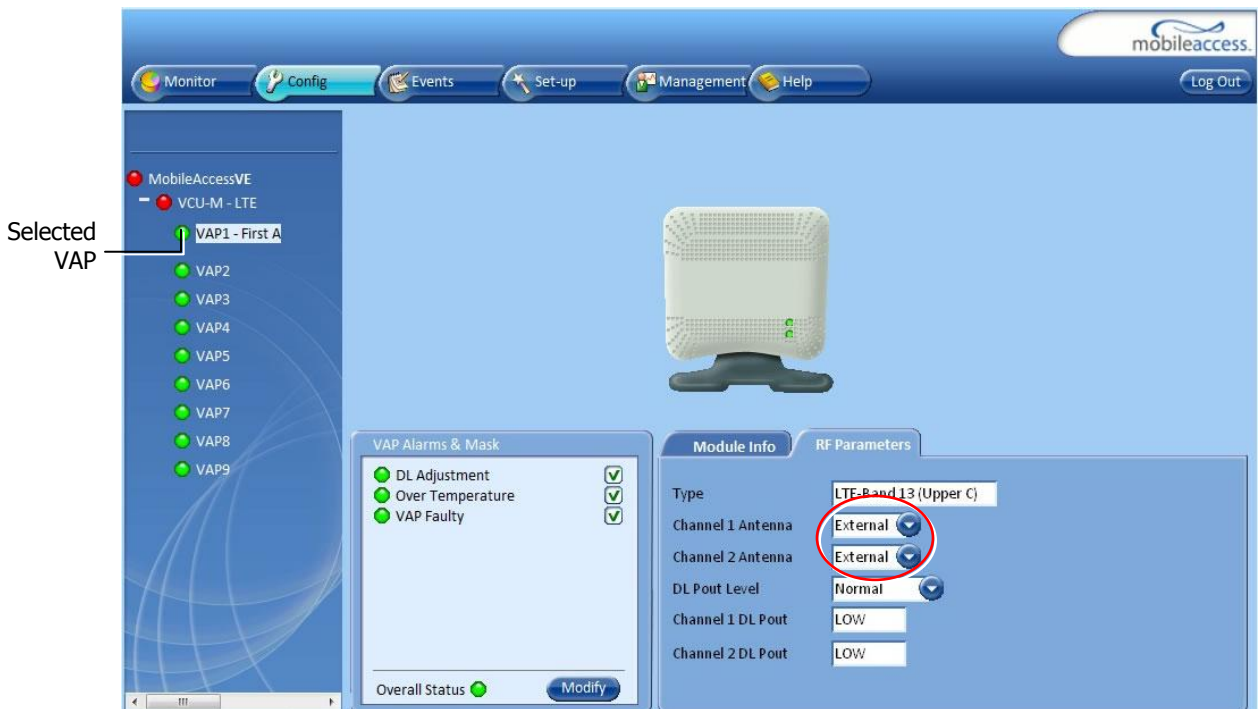 mobileaccess.
Monitor
Config
Events
Set-up
Management
Help
Log Out
MobileAccessVE
VCU-M - LTE
Selected
VAP
VAP1 - First A
VAP2
VAP3
VAP4
VAP5
VAP6
VAP7
VAP8
VAP9
VAP Alarms & Mask
DL Adjustment
Over Temperature
VAP Faulty
Overall Status
Modify
Module Info
RF Parameters
Type LTE-Band 13 (Upper C)
Channel 1 Antenna External
Channel 2 Antenna External
DL Pout Level Normal
Channel 1 DL Pout LOW
Channel 2 DL Pout LOW